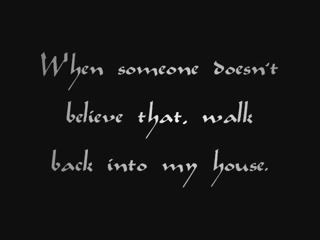 When someone doesn't
believe that, walk
back into my house.